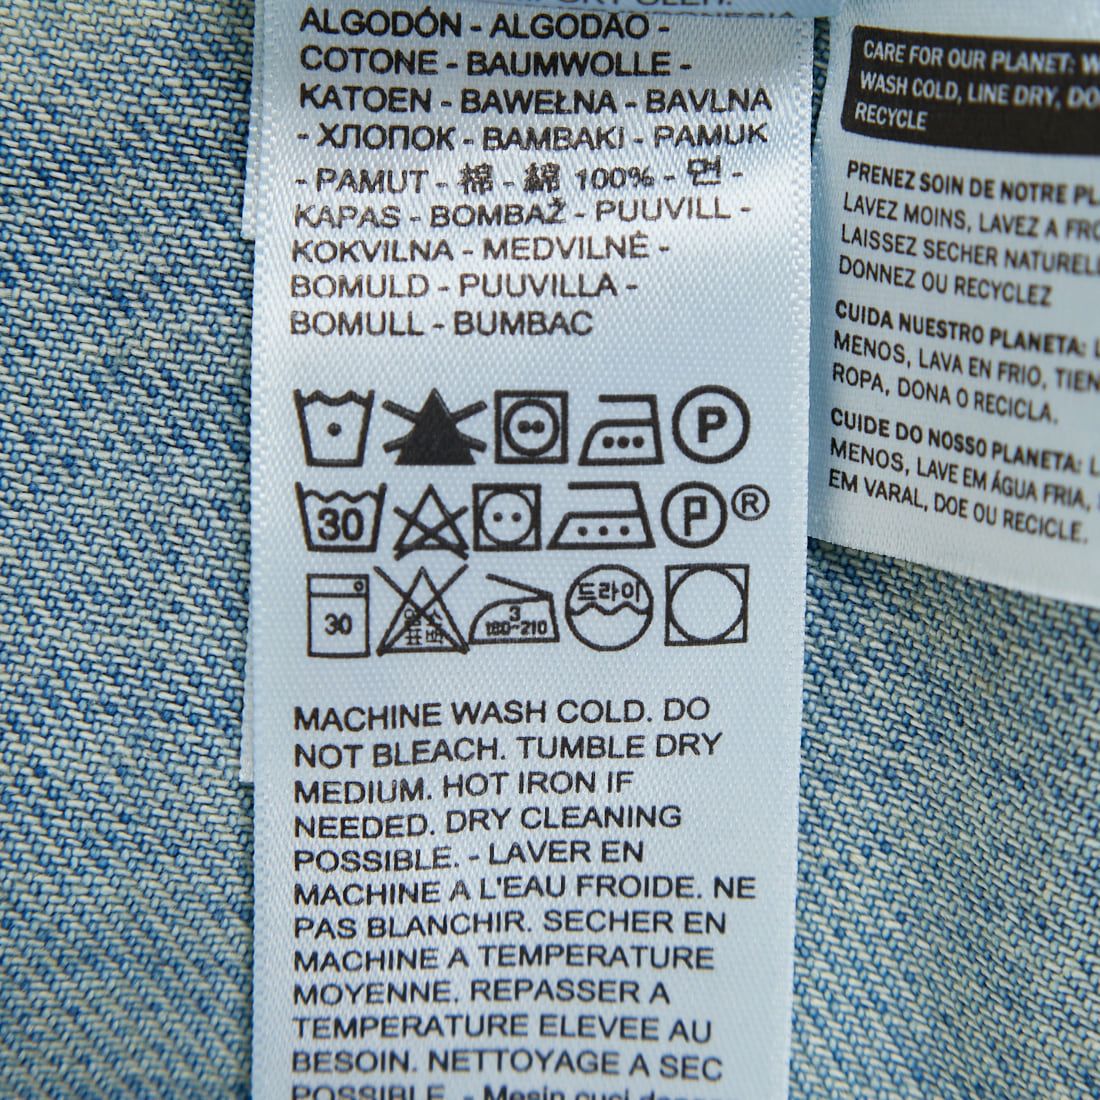 ALGODÓN - ALGODAO -
COTONE - BAUMWOLLE -
KATOEN - BAWEŁNA - BAVLNA
- ХЛОПОК - BAMBAKI - PAMUK
- PAMUT - 棉 - 綿 100% - 면 -
KAPAS - BOMBAŽ - PUUVILL -
KOKVILNA - MEDVILNĖ -
BOMULD - PUUVILLA -
BOMULL - BUMBAC
P
30
P ®
30
3
180~210
드라이
MACHINE WASH COLD. DO
NOT BLEACH. TUMBLE DRY
MEDIUM. HOT IRON IF
NEEDED. DRY CLEANING
POSSIBLE. - LAVER EN
MACHINE A L'EAU FROIDE. NE
PAS BLANCHIR. SECHER EN
MACHINE A TEMPERATURE
MOYENNE. REPASSER A
TEMPERATURE ELEVEE AU
BESOIN. NETTOYAGE A SEC
POSSIBLE. - Mesin cuci
CARE FOR OUR PLANET:
WASH COLD, LINE DRY,
RECYCLE
PRENEZ SOIN DE NOTRE
LAVEZ MOINS, LAVEZ A
LAISSEZ SECHER
DONNEZ OU RECYCLEZ
CUIDA NUESTRO PLANETA:
MENOS, LAVA EN FRIO,
ROPA, DONA O RECICLA.
CUIDE DO NOSSO PLANETA:
MENOS, LAVE EM ÁGUA FRIA,
EM VARAL, DOE OU RECICLE.